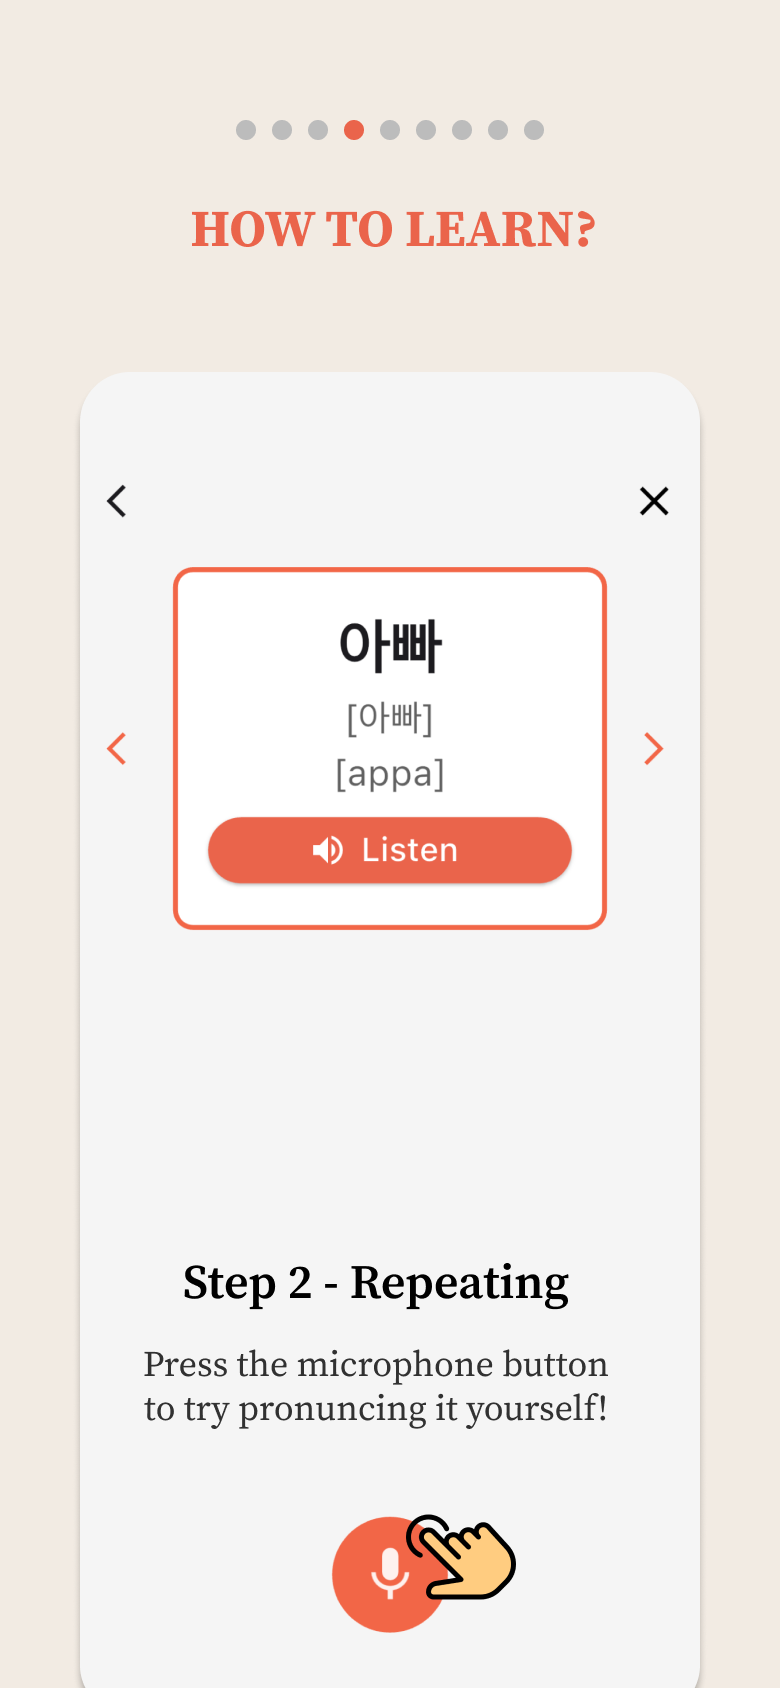 HOW TO LEARN?
아빠
[아빠]
[appa]
Listen
Step 2 - Repeating
Press the microphone button
to try pronuncing it yourself!